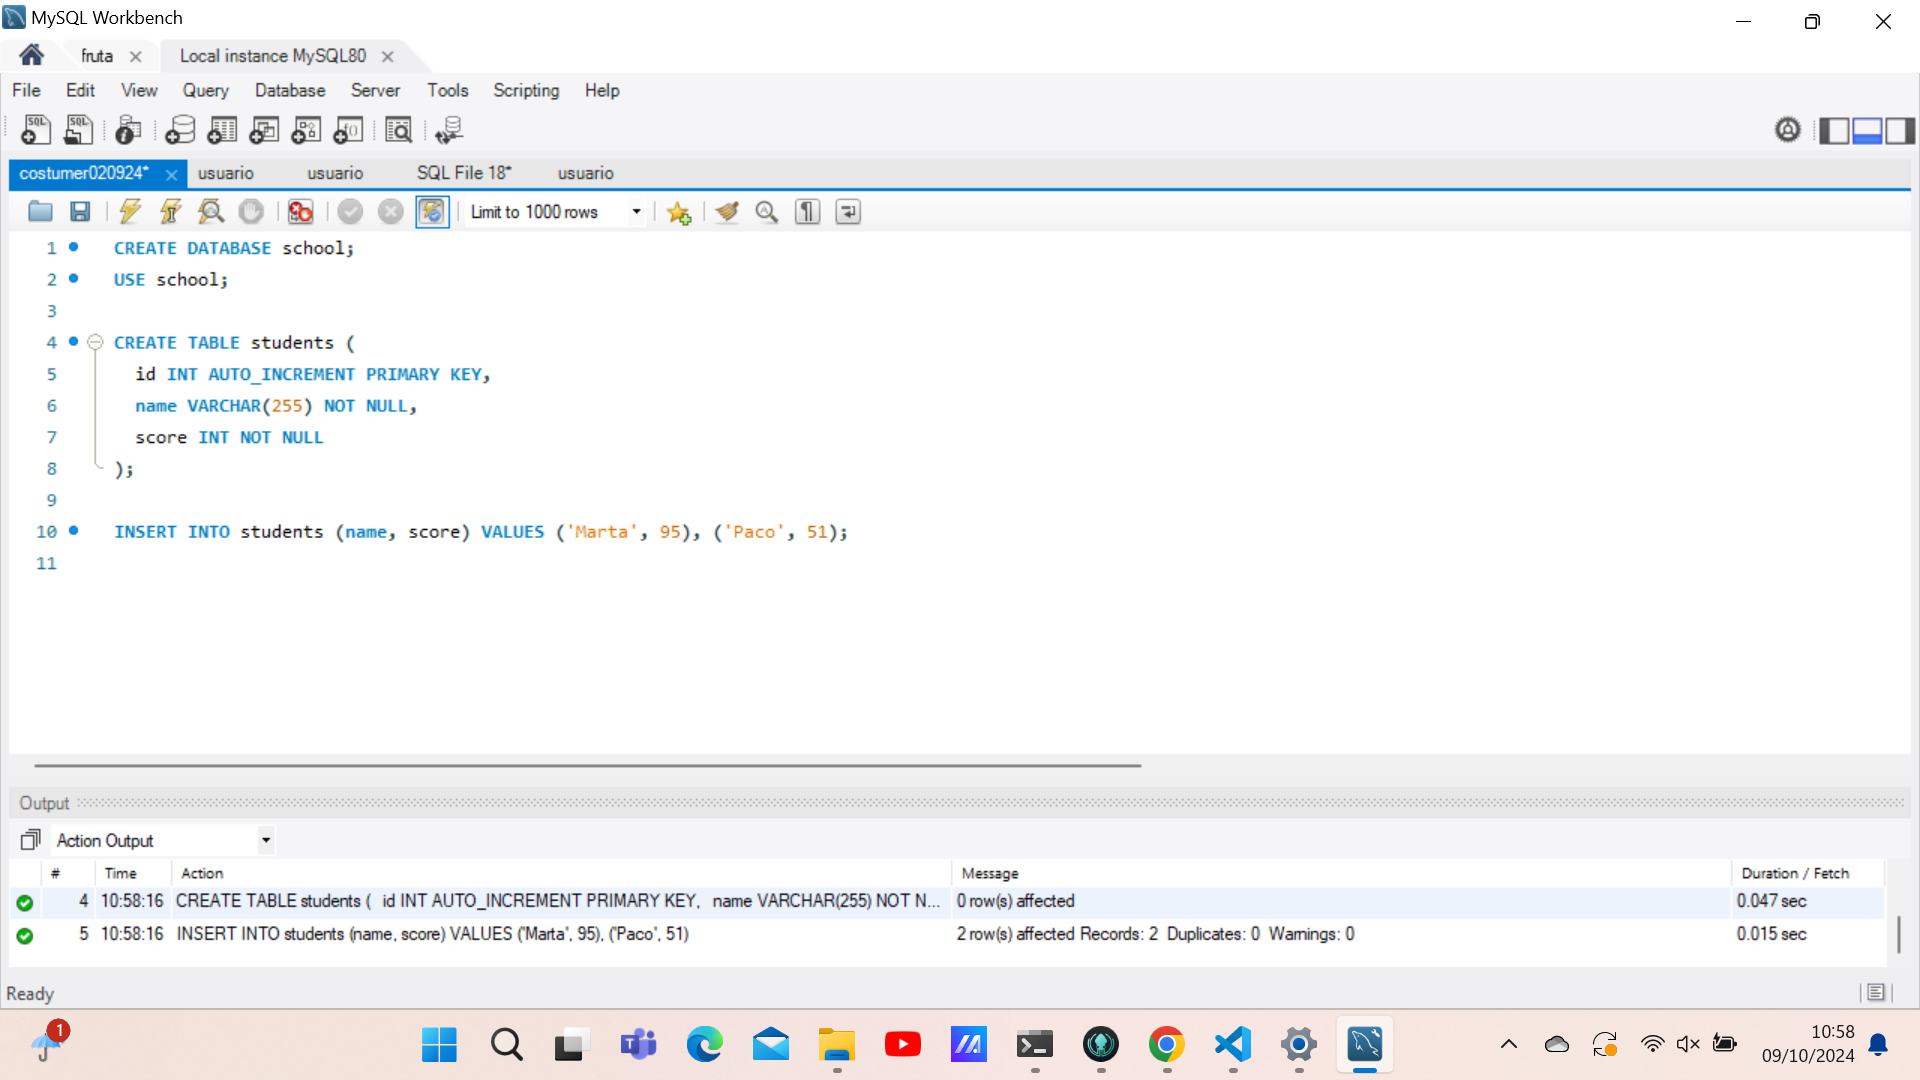 MySQL Workbench
fruta
Local instance MySQL80
File Edit View Query Database Server Tools Scripting Help
SQL SQL
costumer020924* usuario usuario SQL File 18* usuario
Limit to 1000 rows
1 CREATE DATABASE school;
2 USE school;
3
4 CREATE TABLE students (
5 id INT AUTO_INCREMENT PRIMARY KEY,
6 name VARCHAR(255) NOT NULL,
7 score INT NOT NULL
8 );
9
10 INSERT INTO students (name, score) VALUES ('Marta', 95), ('Paco', 51);
11
Output
Action Output
# Time Action Message Duration / Fetch
4 10:58:16 CREATE TABLE students ( id INT AUTO_INCREMENT PRIMARY KEY, name VARCHAR(255) NOT N... 0 row(s) affected 0.047 sec
5 10:58:16 INSERT INTO students (name, score) VALUES ('Marta', 95), ('Paco', 51) 2 row(s) affected Records: 2 Duplicates: 0 Warnings: 0 0.015 sec
Ready
1
10:58
09/10/2024